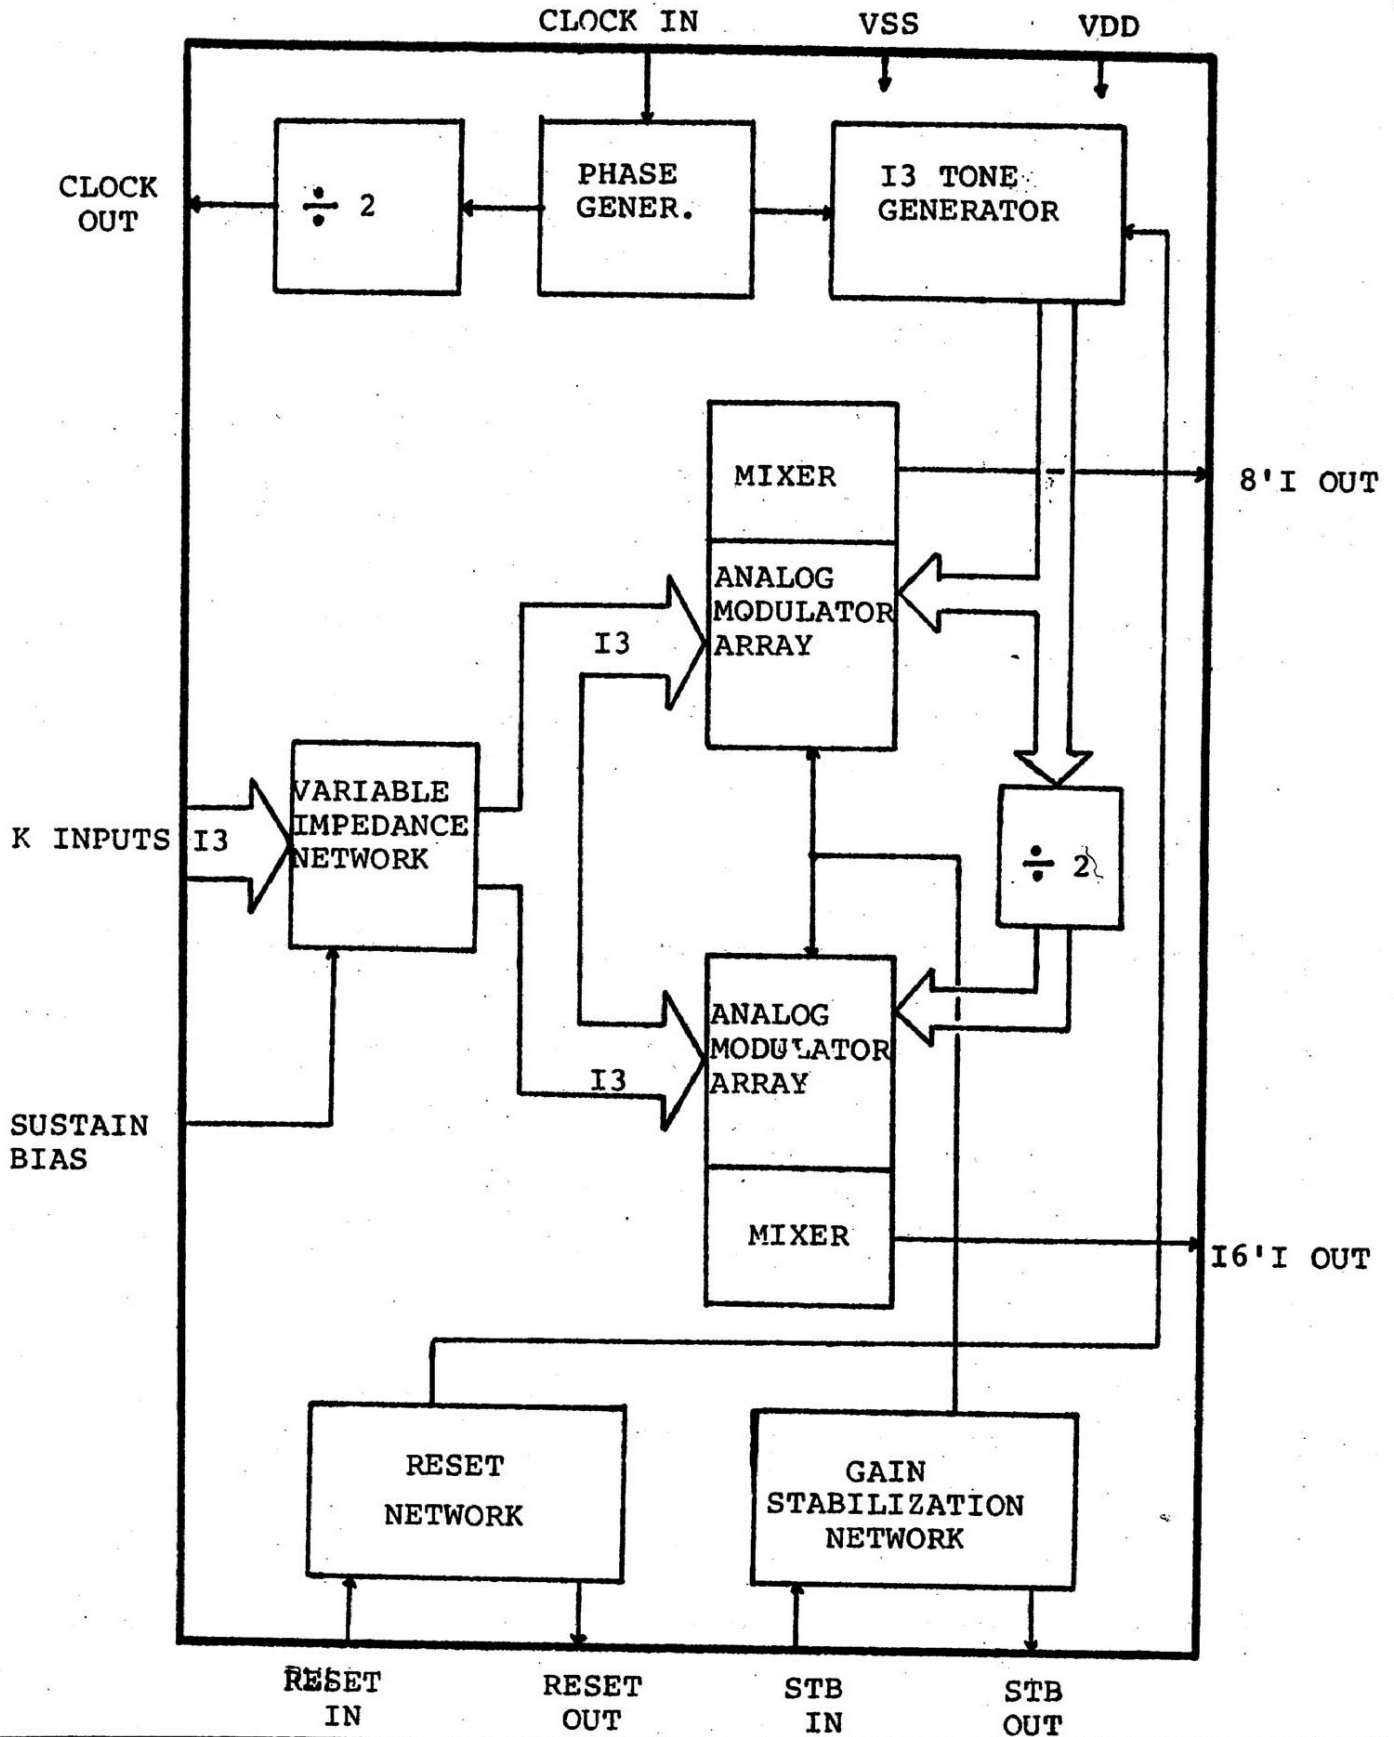 CLOCK IN
VSS
VDD
CLOCK
OUT
÷ 2
PHASE
GENER.
I3 TONE
GENERATOR
MIXER
8'I OUT
ANALOG
MODULATOR
ARRAY
I3
VARIABLE
IMPEDANCE
NETWORK
K INPUTS
I3
÷ 2
ANALOG
MODULATOR
ARRAY
I3
SUSTAIN
BIAS
MIXER
I6'I OUT
RESET
NETWORK
GAIN
STABILIZATION
NETWORK
RESET
IN
RESET
OUT
STB
IN
STB
OUT